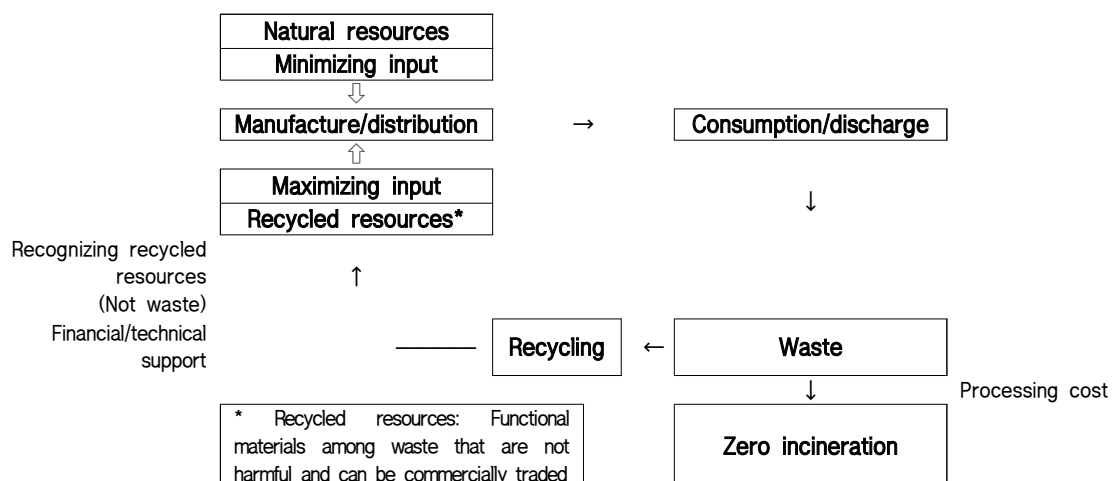 Natural resources
Minimizing input
Manufacture/distribution
→
Consumption/discharge
Maximizing input
Recycled resources*
Recognizing recycled
resources
(Not waste)
Financial/technical
support
Recycling
←
Waste
Processing cost
* Recycled resources: Functional
materials among waste that are not
harmful and can be commercially traded
Zero incineration